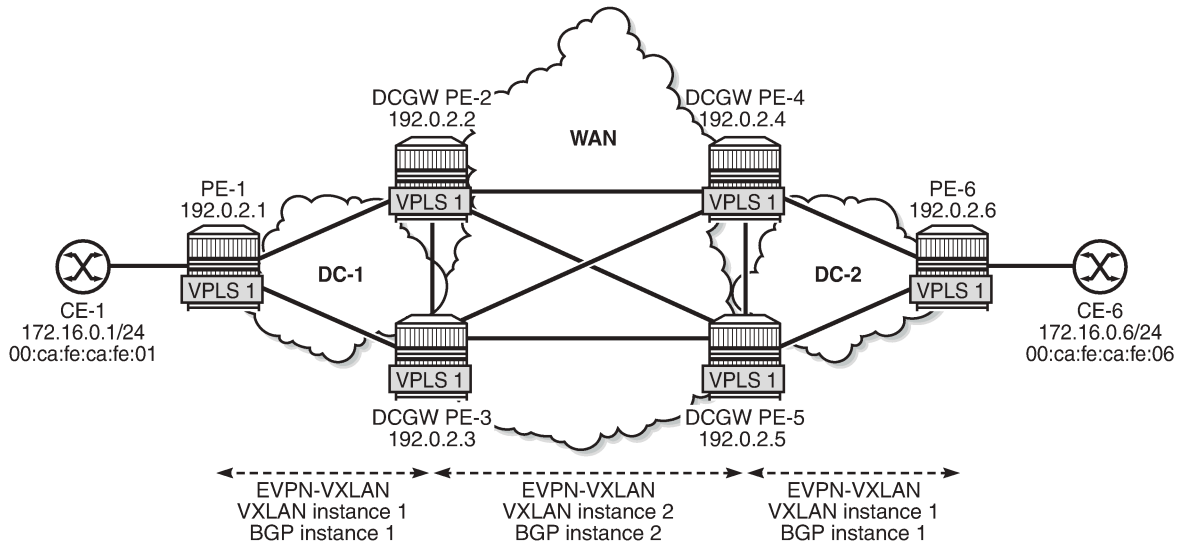 DCGW PE-2
192.0.2.2
DCGW PE-4
192.0.2.4
WAN
PE-1
192.0.2.1
VPLS 1
VPLS 1
PE-6
192.0.2.6
DC-1
DC-2
VPLS 1
VPLS 1
CE-1
172.16.0.1/24
00:ca:fe:ca:fe:01
CE-6
172.16.0.6/24
00:ca:fe:ca:fe:06
VPLS 1
VPLS 1
DCGW PE-3
192.0.2.3
DCGW PE-5
192.0.2.5
EVPN-VXLAN
VXLAN instance 1
BGP instance 1
EVPN-VXLAN
VXLAN instance 2
BGP instance 2
EVPN-VXLAN
VXLAN instance 1
BGP instance 1